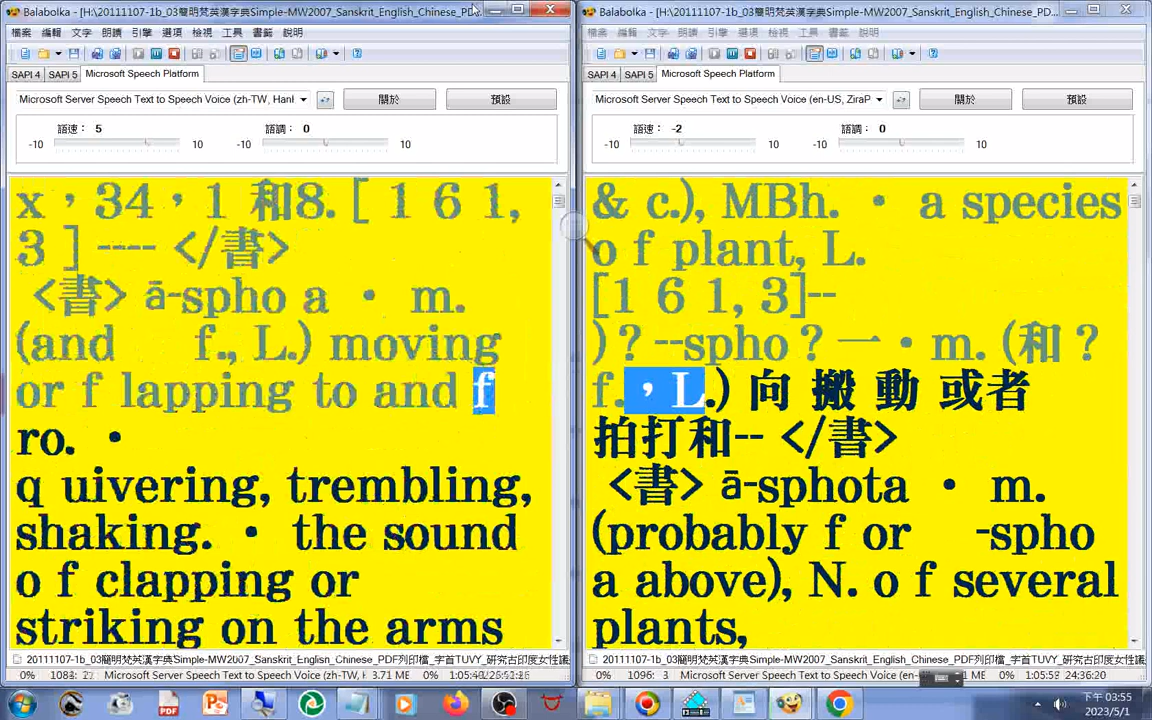 Balabolka - [H:\20111107-1b_03簡明梵英漢字典Simple-MW2007_Sanskrit_English_Chinese_PD...
檔案 編輯 文字 朗讀 引擎 選項 檢視 工具 書籤 說明
SAPI 4 SAPI 5 Microsoft Speech Platform
Microsoft Server Speech Text to Speech Voice (zh-TW, HanI
關於 預設
語速： 5 語調： 0
-10 10 -10 10
x，34，1 和8. [ 1 6 1,
3 ] ---- </書>
<書> ā-spho a • m.
(and f., L.) moving
or f lapping to and f
ro. •
q uivering, trembling,
shaking. • the sound
o f clapping or
striking on the arms
20111107-1b_03簡明梵英漢字典Simple-MW2007_Sanskrit_English_Chinese_PDF列印檔_字首TUVY_研究古印度女性議
0% Microsoft Server Speech Text to Speech Voice (zh-TW, H 3.71 MB 0%
Balabolka - [H:\20111107-1b_03簡明梵英漢字典Simple-MW2007_Sanskrit_English_Chinese_PD...
檔案 編輯 文字 朗讀 引擎 選項 檢視 工具 書籤 說明
SAPI 4 SAPI 5 Microsoft Speech Platform
Microsoft Server Speech Text to Speech Voice (en-US, ZiraP
關於 預設
語速： -2 語調： 0
-10 10 -10 10
& c.), MBh. • a species
o f plant, L.
[1 6 1, 3]--
)？--spho？一•m. (和？
f.，L.) 向 搬 動 或者
拍打和-- </書>
<書> ā-sphota • m.
(probably f or -spho
a above), N. o f several
plants,
20111107-1b_03簡明梵英漢字典Simple-MW2007_Sanskrit_English_Chinese_PDF列印檔_字首TUVY_研究古印度女性議
0% Microsoft Server Speech Text to Speech Voice (en-US, 3.71 MB 0% 24:36:20
下午 03:55
2023/5/1